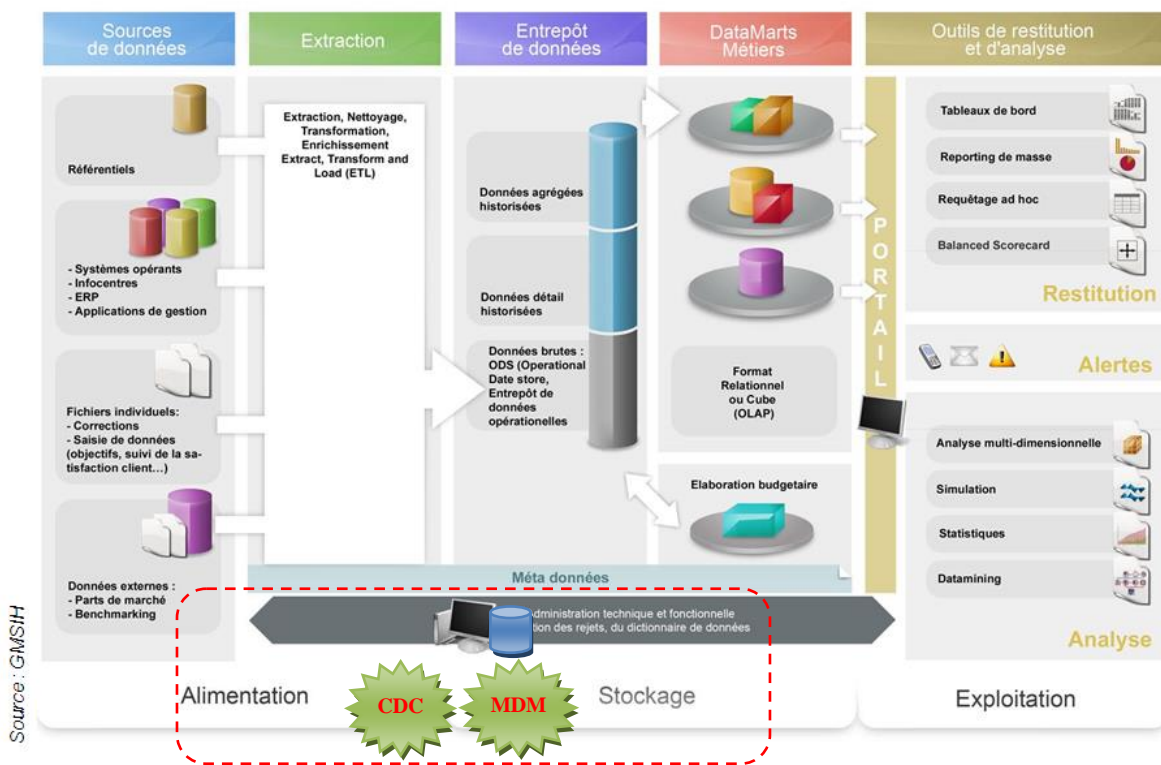 Sources
de données
Extraction
Entrepôt
de données
DataMarts
Métiers
Outils de restitution
et d'analyse
Référentiels
- Systèmes opérants
- Infocentres
- ERP
- Applications de gestion
Fichiers individuels:
- Corrections
- Saisie de données
(objectifs, suivi de la sa-
tisfaction client...)
Données externes :
- Parts de marché
- Benchmarking
Extraction, Nettoyage,
Transformation,
Enrichissement
Extract, Transform and
Load (ETL)
Données agrégées
historisées
Données détail
historisées
Données brutes :
ODS (Operational
Date store,
Entrepôt de
données
opérationelles
Format
Relationnel
ou Cube
(OLAP)
Elaboration budgetaire
PORTAIL
Tableaux de bord
Reporting de masse
Requêtage ad hoc
Balanced Scorecard
Restitution
Alertes
Analyse multi-dimensionnelle
Simulation
Statistiques
Datamining
Analyse
Méta données
dministration technique et fonctionnelle
tion des rejets, du dictionnaire de données
Alimentation
CDC
MDM
Stockage
Exploitation
Source : GMSIH